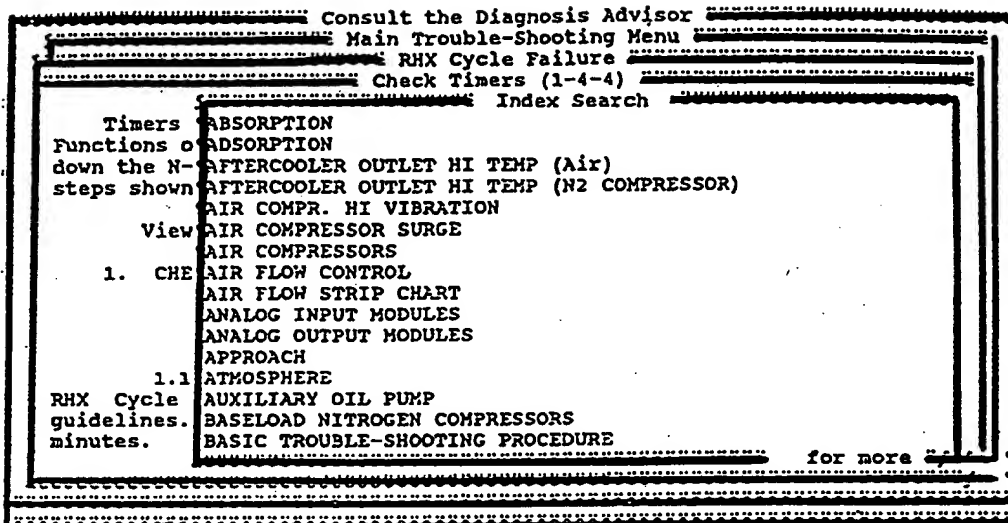 Consult the Diagnosis Advisor
Main Trouble-Shooting Menu
RHX Cycle Failure
Check Timers (1-4-4)
Index Search
Timers ABSORPTION
Functions o ADSORPTION
down the N- AFTERCOOLER OUTLET HI TEMP (Air)
steps shown AFTERCOOLER OUTLET HI TEMP (N2 COMPRESSOR)
AIR COMPR. HI VIBRATION
View AIR COMPRESSOR SURGE
AIR COMPRESSORS
1. CHE AIR FLOW CONTROL
AIR FLOW STRIP CHART
ANALOG INPUT MODULES
ANALOG OUTPUT MODULES
APPROACH
1.1 ATMOSPHERE
RHX Cycle AUXILIARY OIL PUMP
guidelines. BASELOAD NITROGEN COMPRESSORS
minutes. BASIC TROUBLE-SHOOTING PROCEDURE
for more